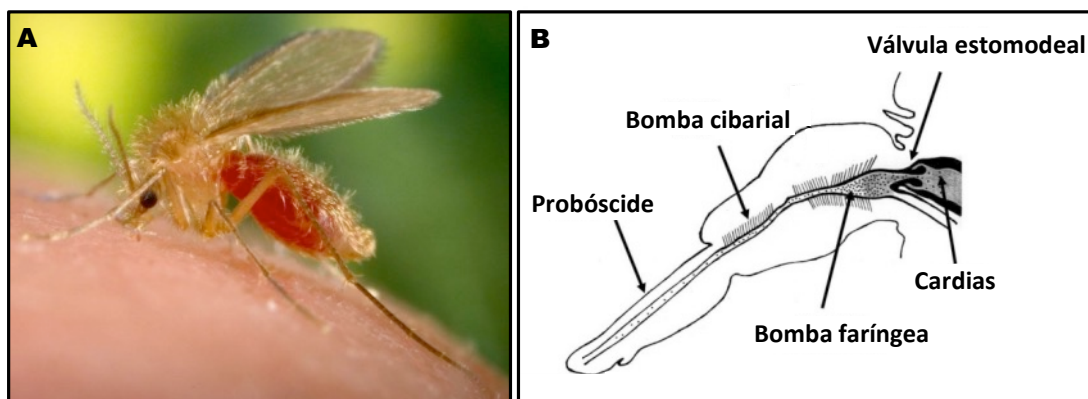 A
B
Válvula estomodeal
Bomba cibarial
Probóscide
Cardias
Bomba faríngea